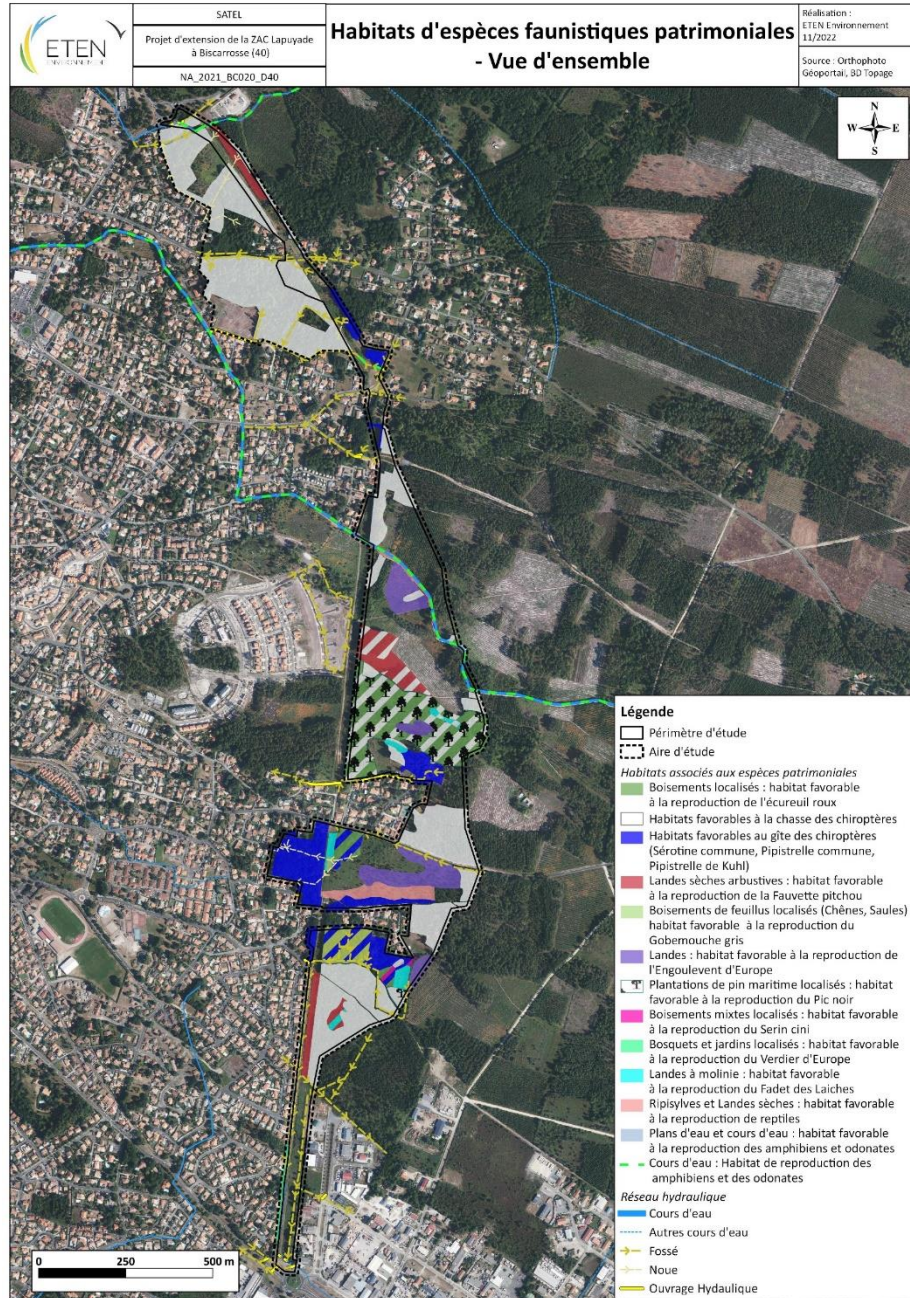 ETEN
ENVIRONNEMENT
SATEL
Projet d'extension de la ZAC Lapuyade
à Biscarrosse (40)
NA_2021_BC020_D40
Habitats d'espèces faunistiques patrimoniales
- Vue d'ensemble
Réalisation :
ETEN Environnement
11/2022
Source : Orthophoto
Géoportail, BD Topage
N
W E
S
Légende
Périmètre d'étude
Aire d'étude
Habitats associés aux espèces patrimoniales
Boisements localisés : habitat favorable
à la reproduction de l'écureuil roux
Habitats favorables à la chasse des chiroptères
Habitats favorables au gîte des chiroptères
(Sérotine commune, Pipistrelle commune,
Pipistrelle de Kuhl)
Landes sèches arbustives : habitat favorable
à la reproduction de la Fauvette pitchou
Boisements de feuillus localisés (Chênes, Saules)
habitat favorable à la reproduction du
Gobemouche gris
Landes : habitat favorable à la reproduction de
l'Engoulevent d'Europe
Plantations de pin maritime localisés : habitat
favorable à la reproduction du Pic noir
Boisements mixtes localisés : habitat favorable
à la reproduction du Serin cini
Bosquets et jardins localisés : habitat favorable
à la reproduction du Verdier d'Europe
Landes à molinie : habitat favorable
à la reproduction du Fadet des Laiches
Ripisylves et Landes sèches : habitat favorable
à la reproduction de reptiles
Plans d'eau et cours d'eau : habitat favorable
à la reproduction des amphibiens et odonates
Cours d'eau : Habitat de reproduction des
amphibiens et des odonates
Réseau hydraulique
Cours d'eau
Autres cours d'eau
Fossé
Noue
Ouvrage Hydaulique
0 250 500 m